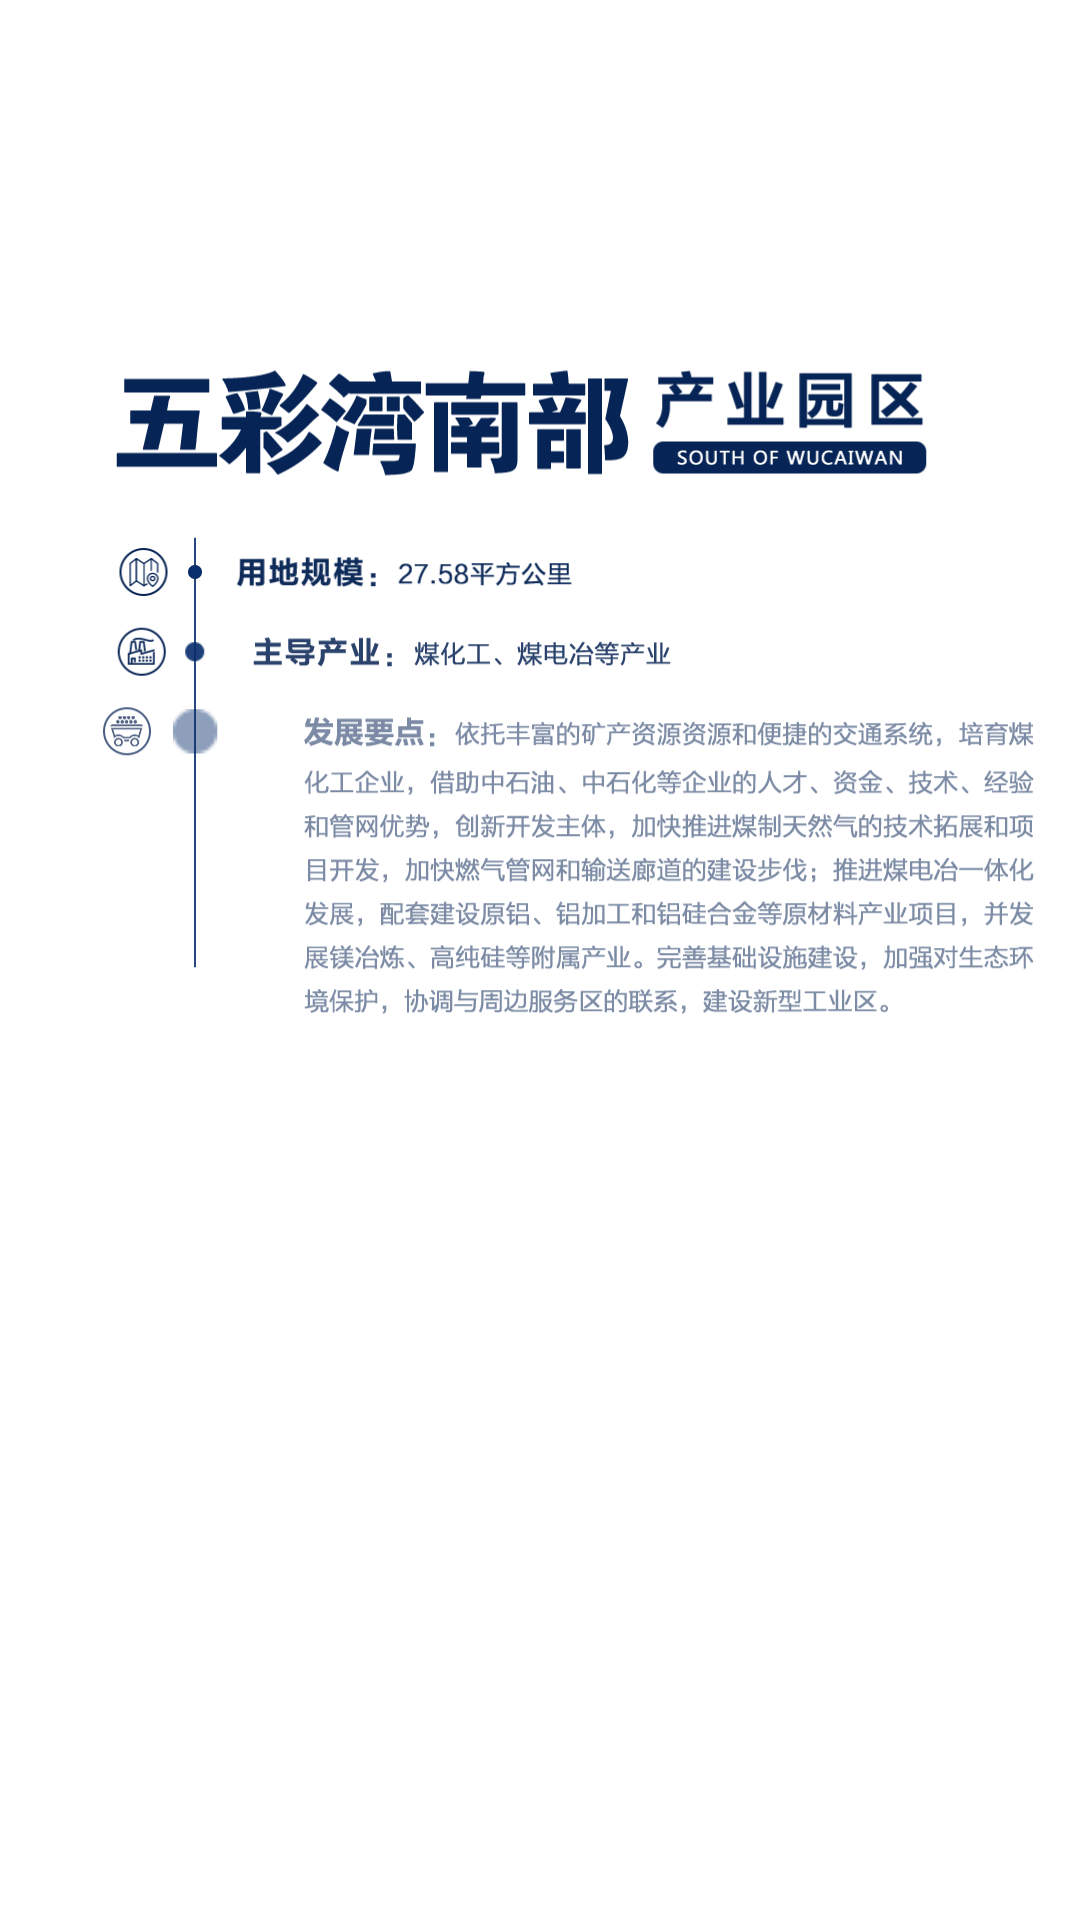 五彩湾南部 产业园区
SOUTH OF WUCAIWAN
用地规模：27.58平方公里
主导产业：煤化工、煤电冶等产业
发展要点：依托丰富的矿产资源资源和便捷的交通系统，培育煤
化工企业，借助中石油、中石化等企业的人才、资金、技术、经验
和管网优势，创新开发主体，加快推进煤制天然气的技术拓展和项
目开发，加快燃气管网和输送廊道的建设步伐；推进煤电冶一体化
发展，配套建设原铝、铝加工和铝硅合金等原材料产业项目，并发
展镁冶炼、高纯硅等附属产业。完善基础设施建设，加强对生态环
境保护，协调与周边服务区的联系，建设新型工业区。